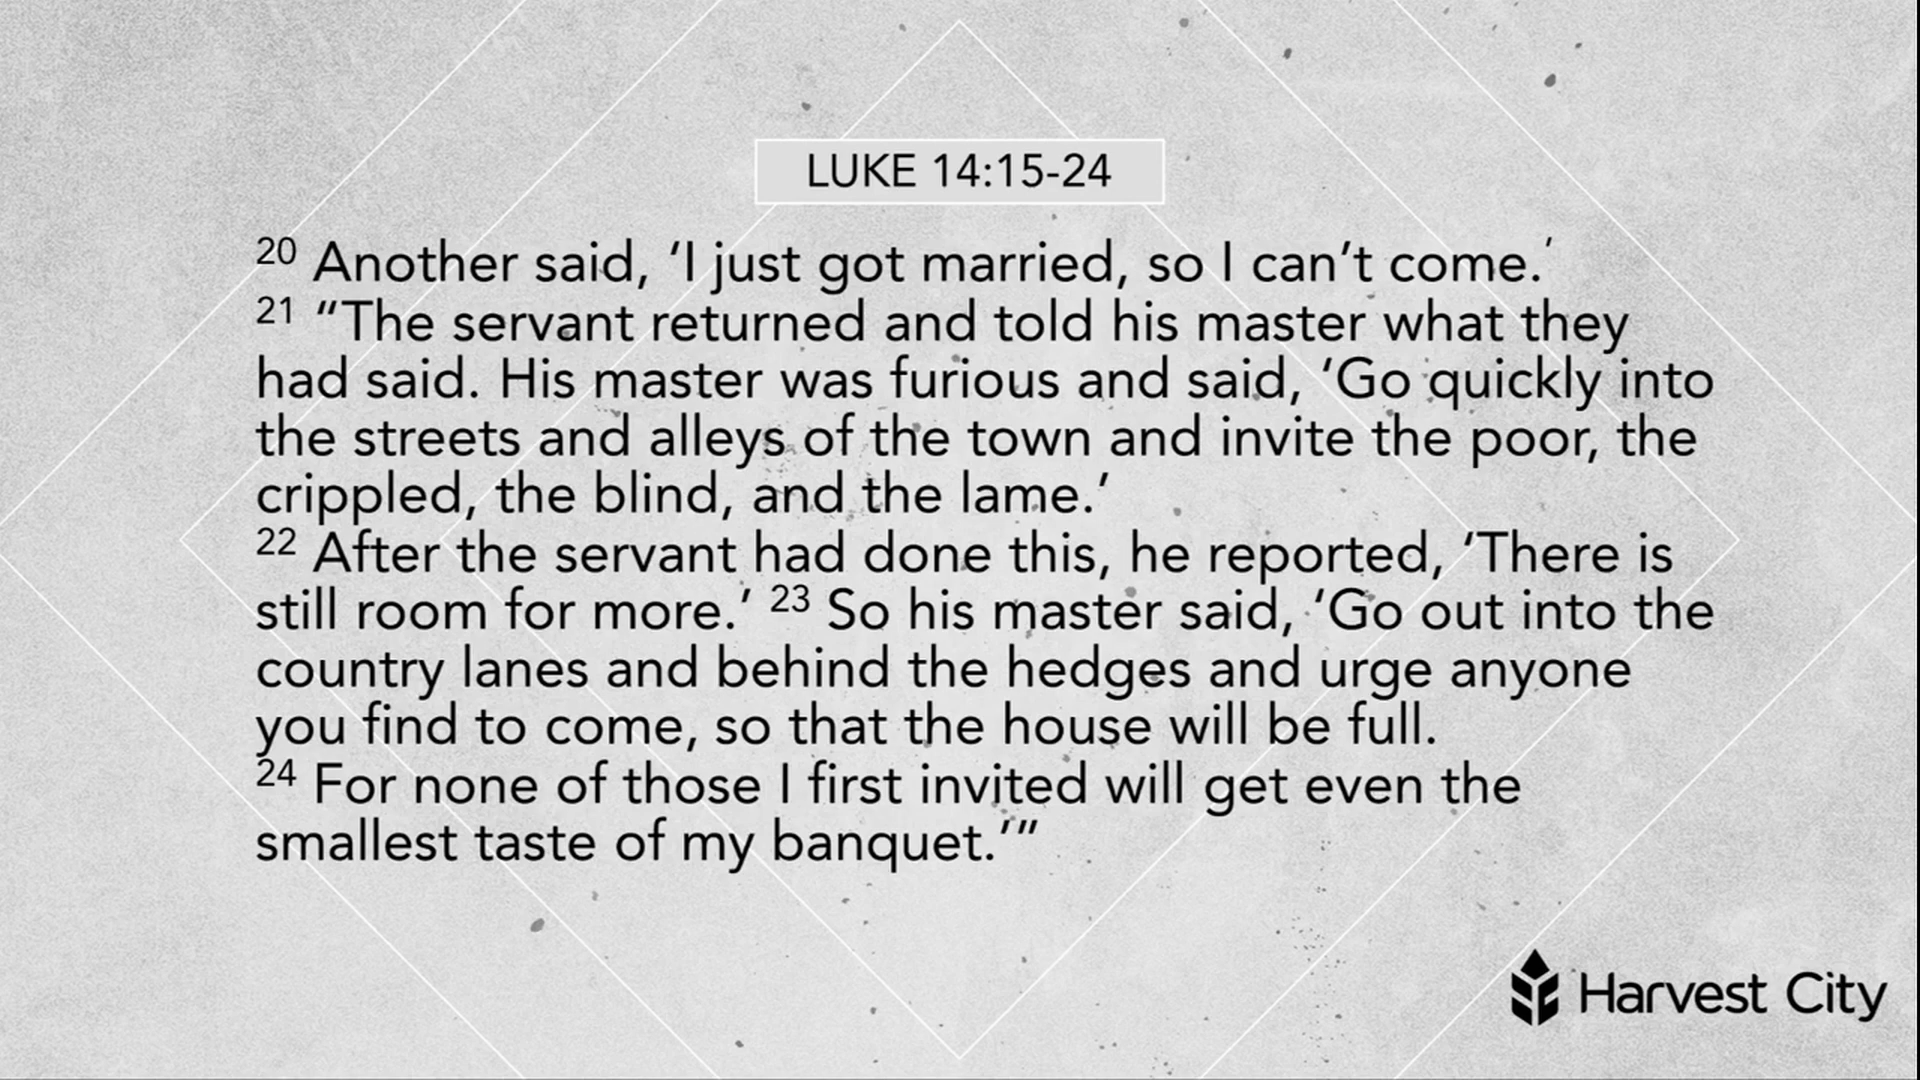 LUKE 14:15-24
20 Another said, ‘I just got married, so I can’t come.’
21 “The servant returned and told his master what they
had said. His master was furious and said, ‘Go quickly into
the streets and alleys of the town and invite the poor, the
crippled, the blind, and the lame.’
22 After the servant had done this, he reported, ‘There is
still room for more.’ 23 So his master said, ‘Go out into the
country lanes and behind the hedges and urge anyone
you find to come, so that the house will be full.
24 For none of those I first invited will get even the
smallest taste of my banquet.’”
Harvest City